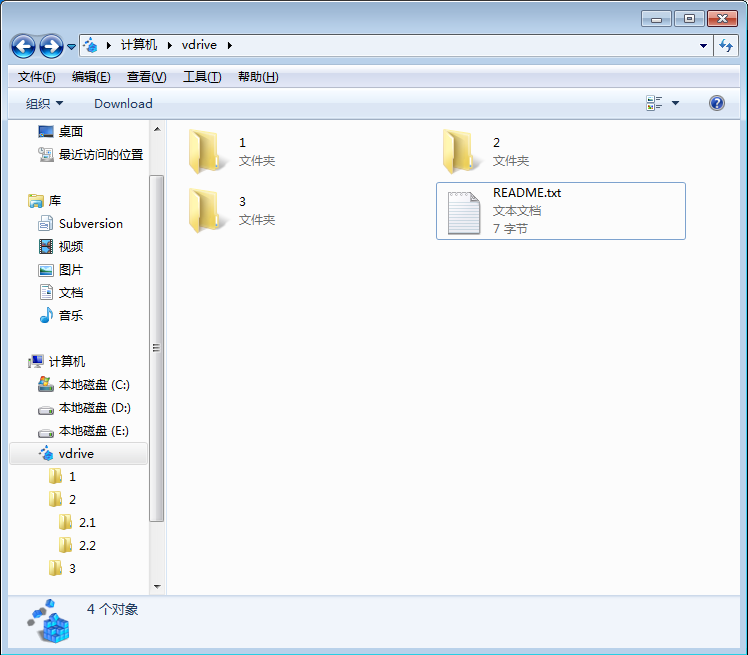 计算机 vdrive
文件(F) 编辑(E) 查看(V) 工具(T) 帮助(H)
组织 Download
桌面
最近访问的位置
库
Subversion
视频
图片
文档
音乐
计算机
本地磁盘 (C:)
本地磁盘 (D:)
本地磁盘 (E:)
vdrive
1
2
2.1
2.2
3
1
文件夹
2
文件夹
3
文件夹
README.txt
文本文档
7 字节
4 个对象